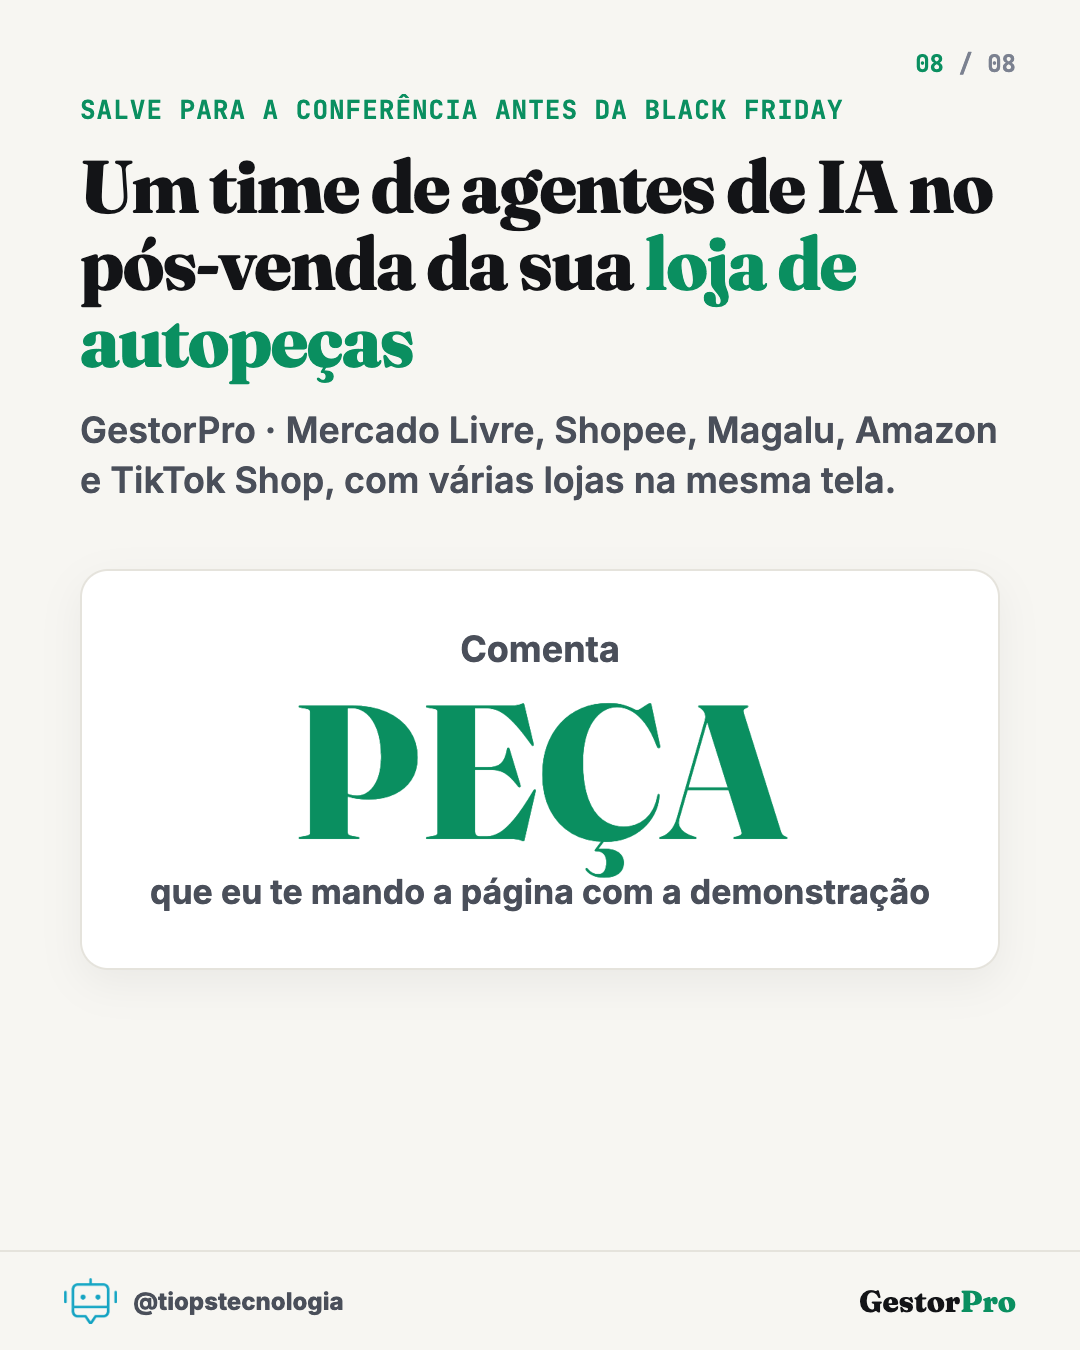 08 / 08
SALVE PARA A CONFERÊNCIA ANTES DA BLACK FRIDAY
Um time de agentes de IA no
pós-venda da sua loja de
autopeças
GestorPro · Mercado Livre, Shopee, Magalu, Amazon
e TikTok Shop, com várias lojas na mesma tela.
Comenta
PEÇA
que eu te mando a página com a demonstração
@tiopstecnologia
GestorPro